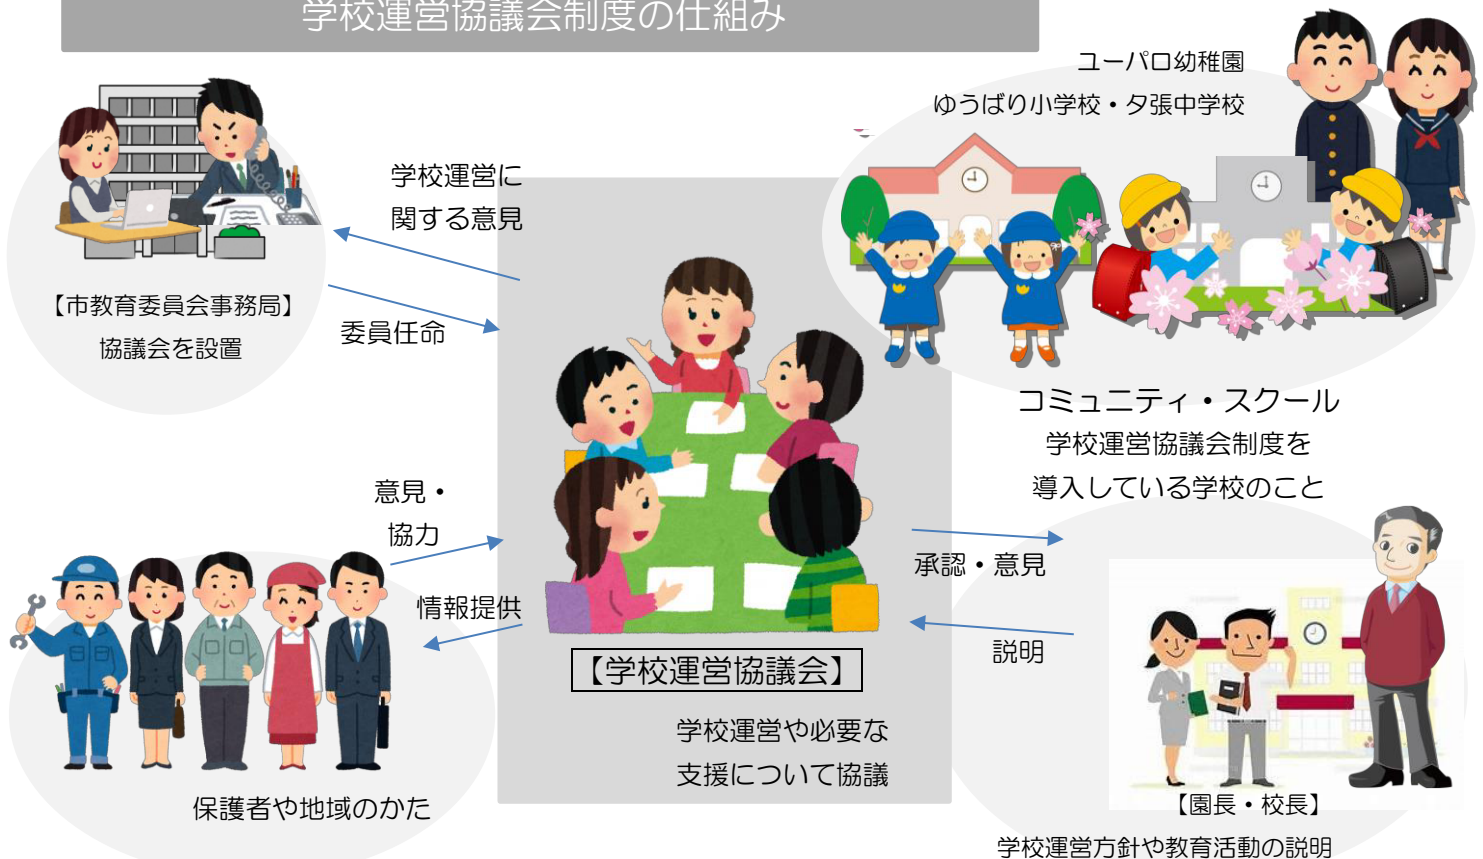 学校運営協議会制度の仕組み
ユーパロ幼稚園
ゆうばり小学校・夕張中学校
学校運営に
関する意見
【市教育委員会事務局】
協議会を設置
委員任命
コミュニティ・スクール
学校運営協議会制度を
導入している学校のこと
意見・
協力
情報提供
承認・意見
説明
【学校運営協議会】
学校運営や必要な
支援について協議
保護者や地域のかた
【園長・校長】
学校運営方針や教育活動の説明